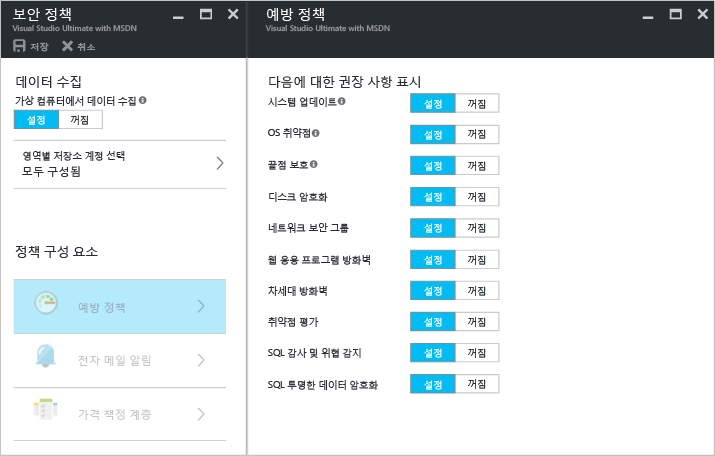 보안 정책
Visual Studio Ultimate with MSDN
저장 취소
데이터 수집
가상 컴퓨터에서 데이터 수집
설정 꺼짐
영역별 저장소 계정 선택
모두 구성됨
정책 구성 요소
예방 정책
전자 메일 알림
가격 책정 계층
예방 정책
Visual Studio Ultimate with MSDN
다음에 대한 권장 사항 표시
시스템 업데이트 설정 꺼짐
OS 취약점 설정 꺼짐
끝점 보호 설정 꺼짐
디스크 암호화 설정 꺼짐
네트워크 보안 그룹 설정 꺼짐
웹 응용 프로그램 방화벽 설정 꺼짐
차세대 방화벽 설정 꺼짐
취약점 평가 설정 꺼짐
SQL 감사 및 위협 감지 설정 꺼짐
SQL 투명한 데이터 암호화 설정 꺼짐